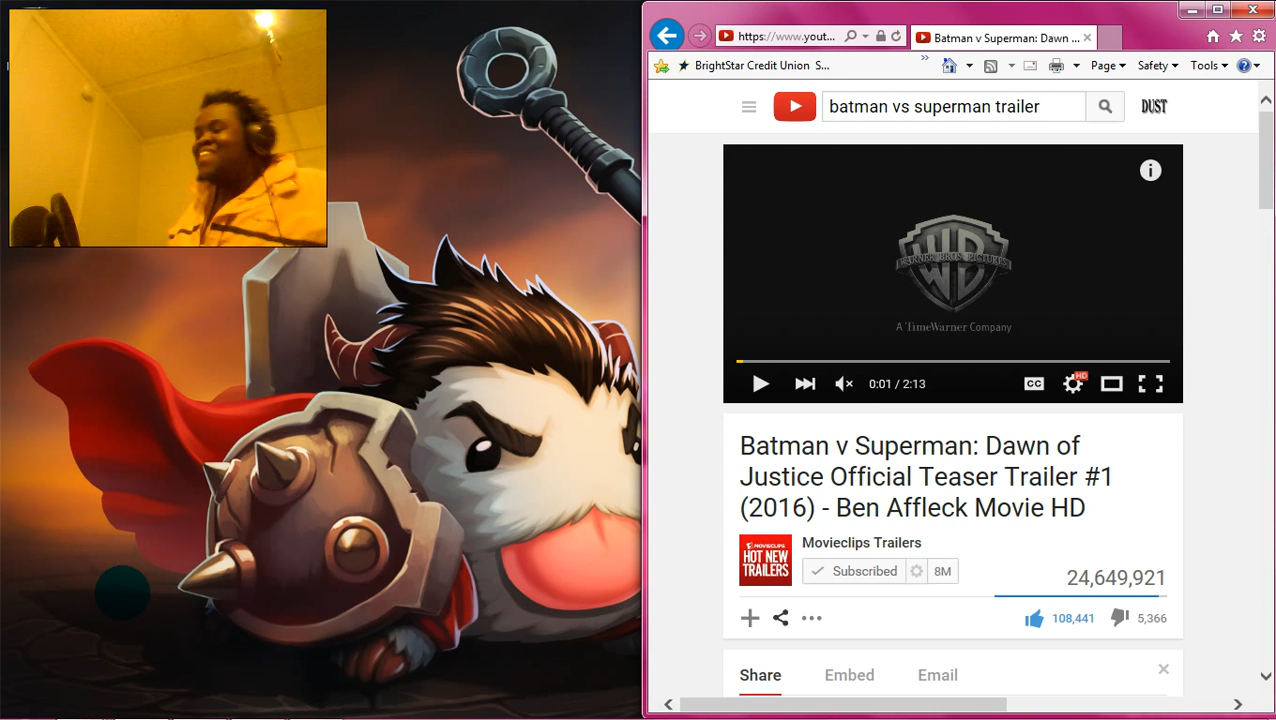 https://www.yout...
Batman v Superman: Dawn ...
BrightStar Credit Union S...
Page
Safety
Tools
batman vs superman trailer
DUST
WB
WARNER BROS. PICTURES
A TimeWarner Company
0:01 / 2:13
CC
HD
Batman v Superman: Dawn of
Justice Official Teaser Trailer #1
(2016) - Ben Affleck Movie HD
MOVIECLIPS
HOT NEW
TRAILERS
Movieclips Trailers
Subscribed
8M
24,649,921
108,441
5,366
Share
Embed
Email